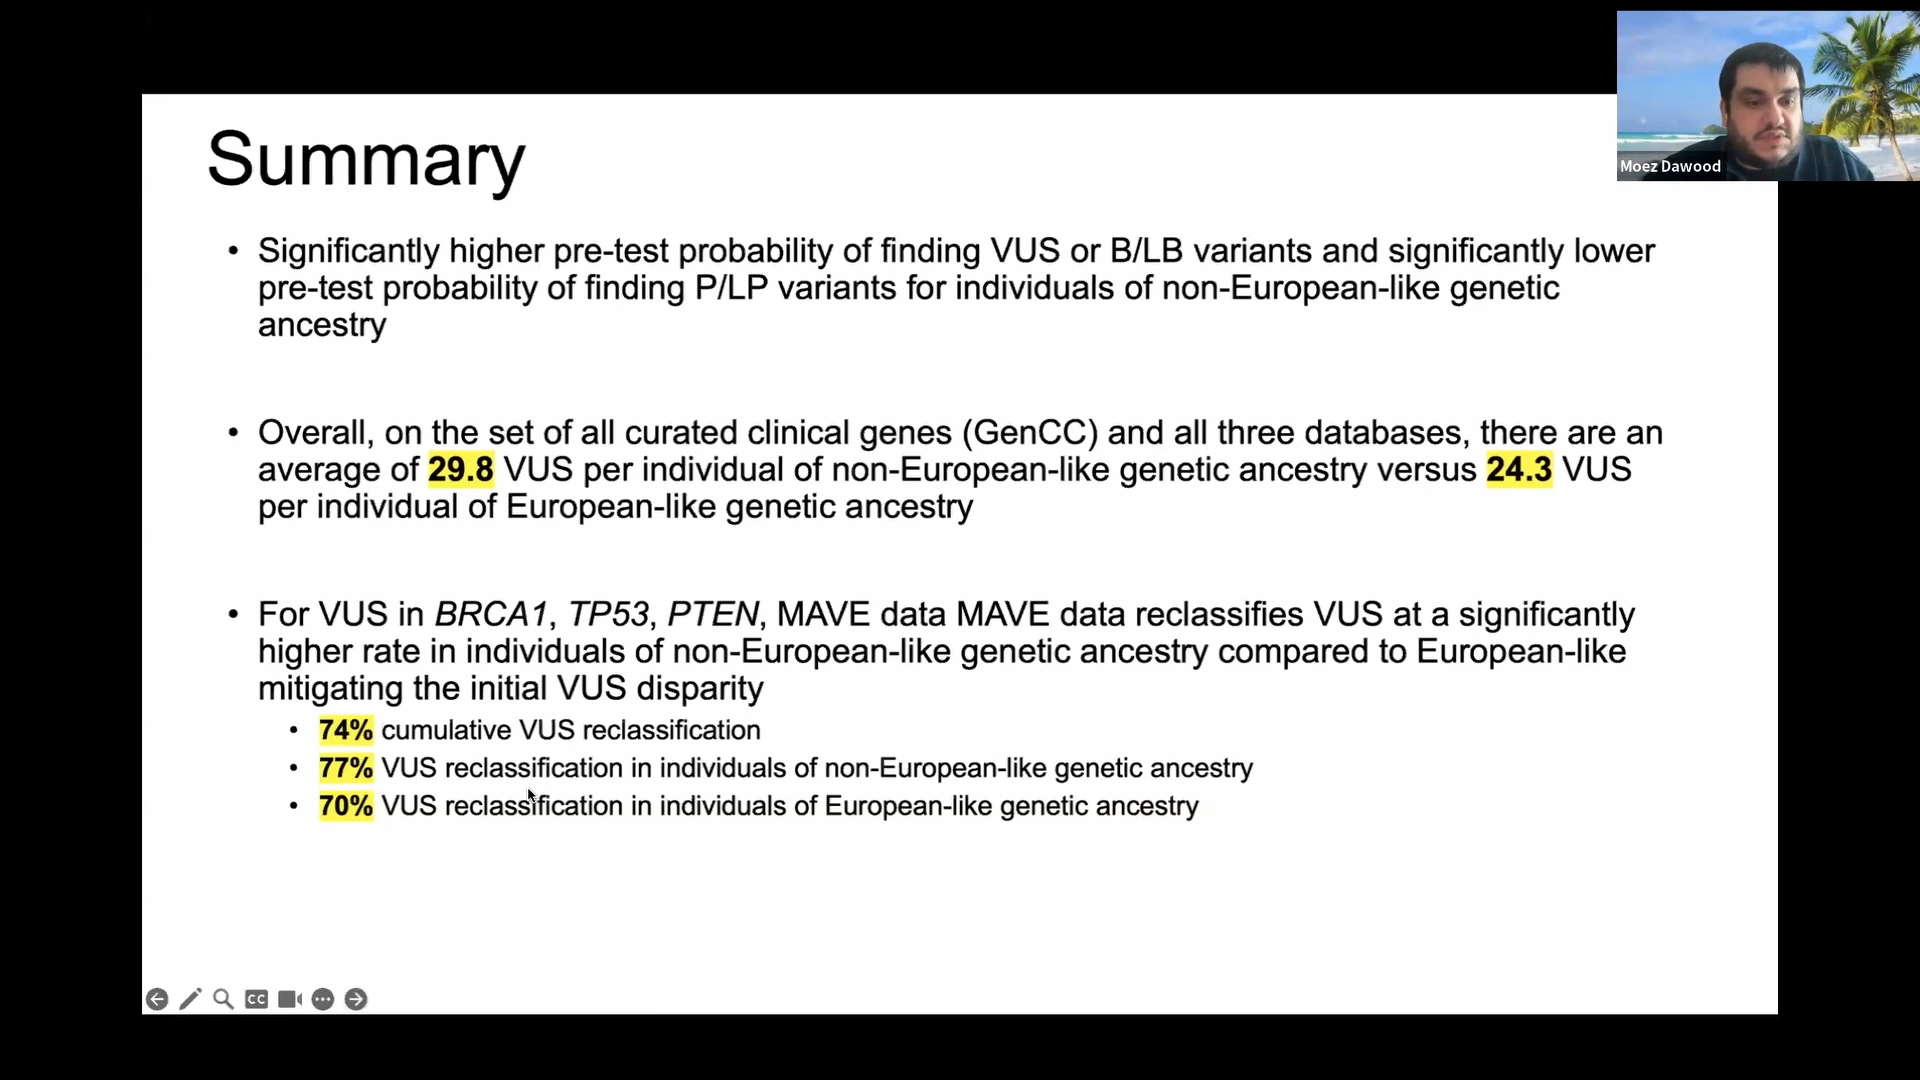 Summary
Moez Dawood
• Significantly higher pre-test probability of finding VUS or B/LB variants and significantly lower
pre-test probability of finding P/LP variants for individuals of non-European-like genetic
ancestry
• Overall, on the set of all curated clinical genes (GenCC) and all three databases, there are an
average of 29.8 VUS per individual of non-European-like genetic ancestry versus 24.3 VUS
per individual of European-like genetic ancestry
• For VUS in BRCA1, TP53, PTEN, MAVE data MAVE data reclassifies VUS at a significantly
higher rate in individuals of non-European-like genetic ancestry compared to European-like
mitigating the initial VUS disparity
• 74% cumulative VUS reclassification
• 77% VUS reclassification in individuals of non-European-like genetic ancestry
• 70% VUS reclassification in individuals of European-like genetic ancestry
CC